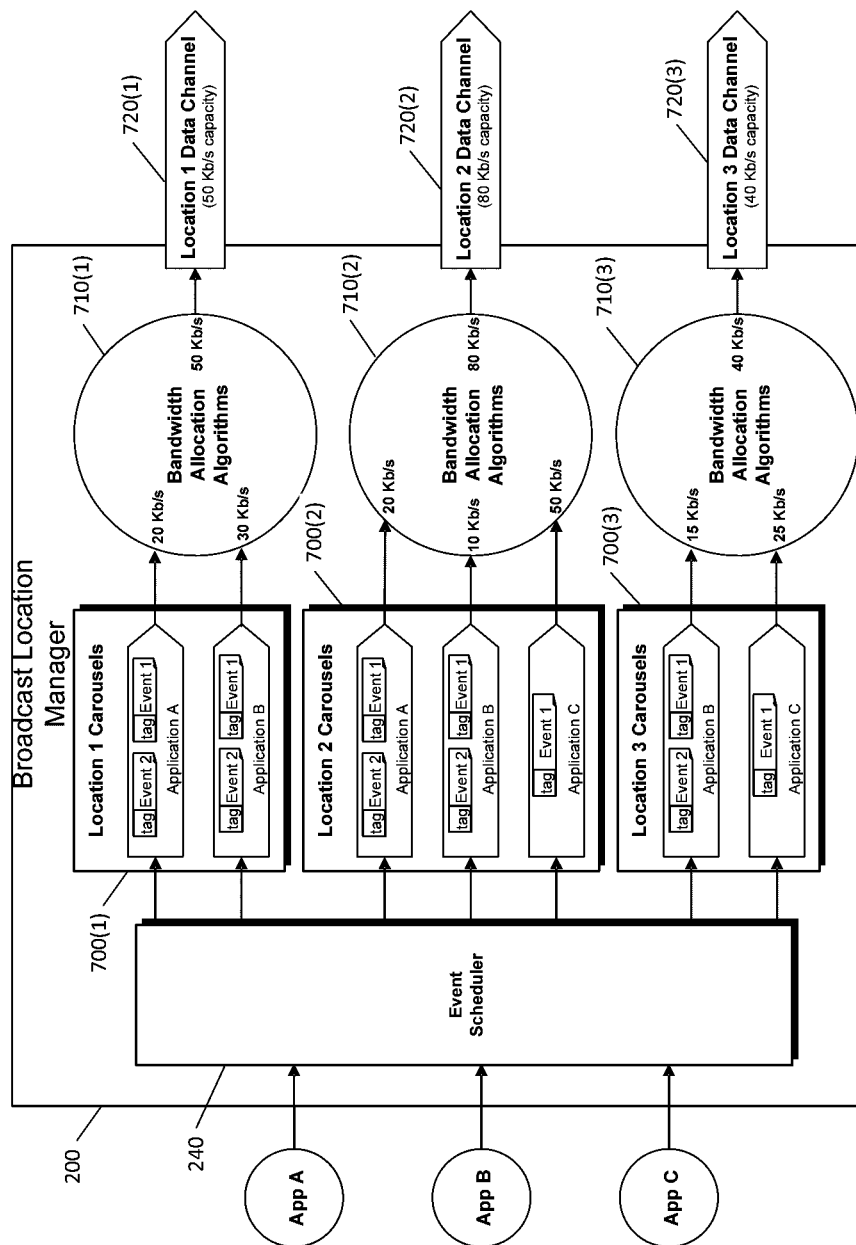 Broadcast Location
Manager
200
240
App A
App B
App C
Event
Scheduler
700(1)
Location 1 Carousels
tag Event 2 tag Event 1
Application A
tag Event 2 tag Event 1
Application B
700(2)
Location 2 Carousels
tag Event 2 tag Event 1
Application A
tag Event 2 tag Event 1
Application B
tag Event 1
Application C
700(3)
Location 3 Carousels
tag Event 2 tag Event 1
Application B
tag Event 1
Application C
710(1)
20 Kb/s
30 Kb/s
Bandwidth
Allocation
Algorithms
50 Kb/s
710(2)
20 Kb/s
10 Kb/s
50 Kb/s
Bandwidth
Allocation
Algorithms
80 Kb/s
710(3)
15 Kb/s
25 Kb/s
Bandwidth
Allocation
Algorithms
40 Kb/s
720(1)
Location 1 Data Channel
(50 Kb/s capacity)
720(2)
Location 2 Data Channel
(80 Kb/s capacity)
720(3)
Location 3 Data Channel
(40 Kb/s capacity)